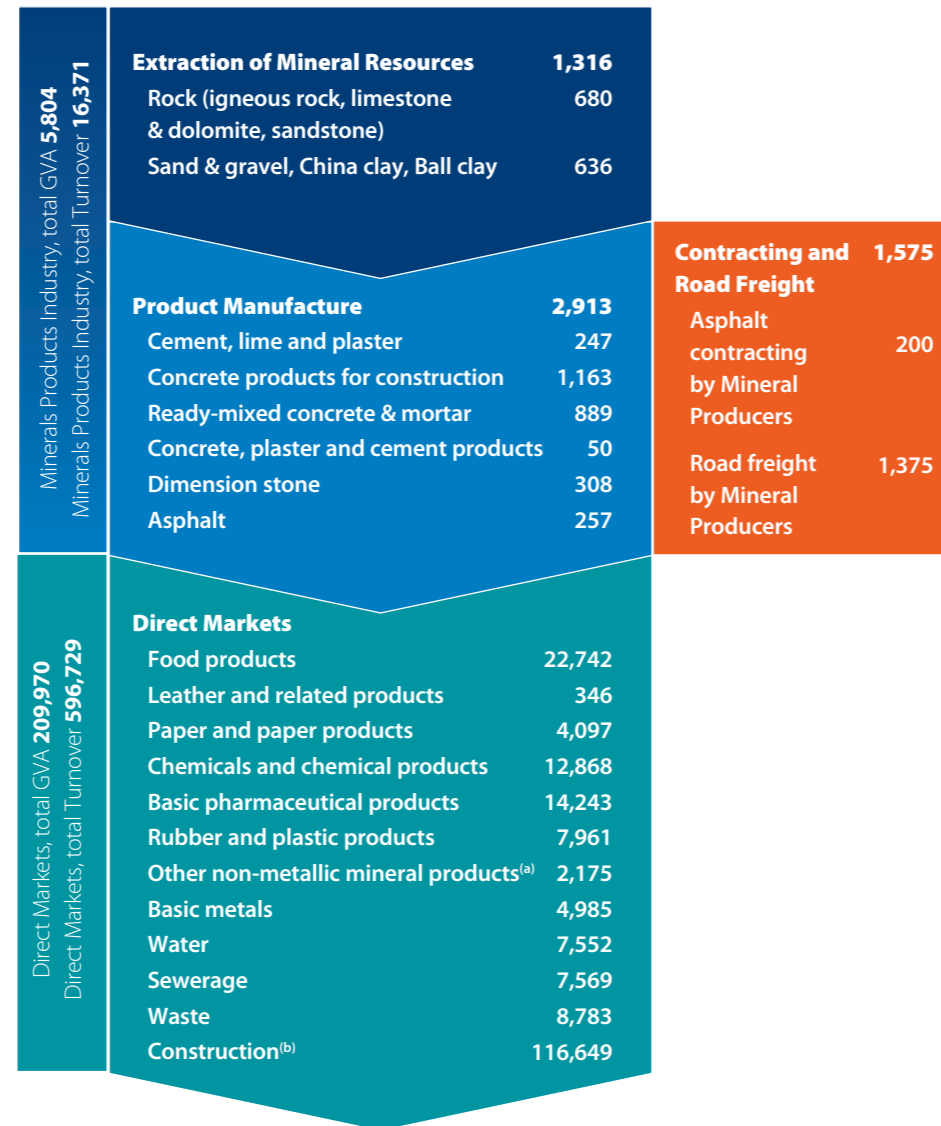 Minerals Products Industry, total GVA 5,804
Minerals Products Industry, total Turnover 16,371
Extraction of Mineral Resources 1,316
Rock (igneous rock, limestone 680
& dolomite, sandstone)
Sand & gravel, China clay, Ball clay 636
Product Manufacture 2,913
Cement, lime and plaster 247
Concrete products for construction 1,163
Ready-mixed concrete & mortar 889
Concrete, plaster and cement products 50
Dimension stone 308
Asphalt 257
Contracting and 1,575
Road Freight
Asphalt
contracting 200
by Mineral
Producers
Road freight 1,375
by Mineral
Producers
Direct Markets, total GVA 209,970
Direct Markets, total Turnover 596,729
Direct Markets
Food products 22,742
Leather and related products 346
Paper and paper products 4,097
Chemicals and chemical products 12,868
Basic pharmaceutical products 14,243
Rubber and plastic products 7,961
Other non-metallic mineral products(a) 2,175
Basic metals 4,985
Water 7,552
Sewerage 7,569
Waste 8,783
Construction(b) 116,649